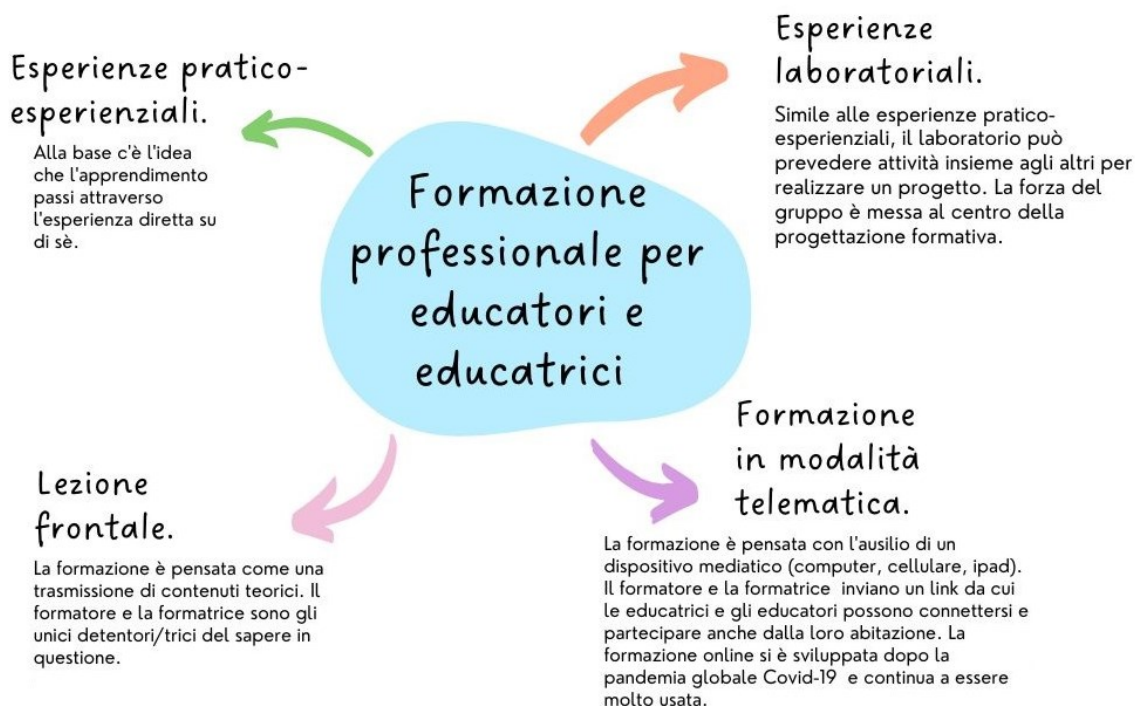 Esperienze pratico-
esperienziali.
Alla base c'è l'idea
che l'apprendimento
passi attraverso
l'esperienza diretta su
di sè.
Esperienze
laboratoriali.
Simile alle esperienze pratico-
esperienziali, il laboratorio può
prevedere attività insieme agli altri per
realizzare un progetto. La forza del
gruppo è messa al centro della
progettazione formativa.
Formazione
professionale per
educatori e
educatrici
Lezione
frontale.
La formazione è pensata come una
trasmissione di contenuti teorici. Il
formatore e la formatrice sono gli
unici detentori/trici del sapere in
questione.
Formazione
in modalità
telematica.
La formazione è pensata con l'ausilio di un
dispositivo mediatico (computer, cellulare, ipad).
Il formatore e la formatrice inviano un link da cui
le educatrici e gli educatori possono connettersi e
partecipare anche dalla loro abitazione. La
formazione online si è sviluppata dopo la
pandemia globale Covid-19 e continua a essere
molto usata.